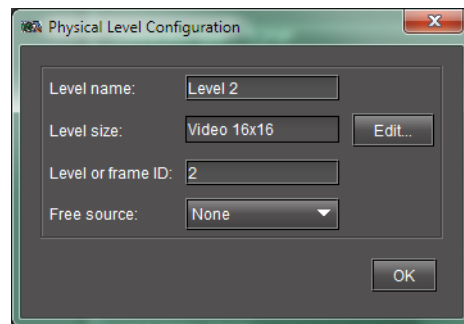 Physical Level Configuration
Level name: Level 2
Level size: Video 16x16 Edit...
Level or frame ID: 2
Free source: None
OK